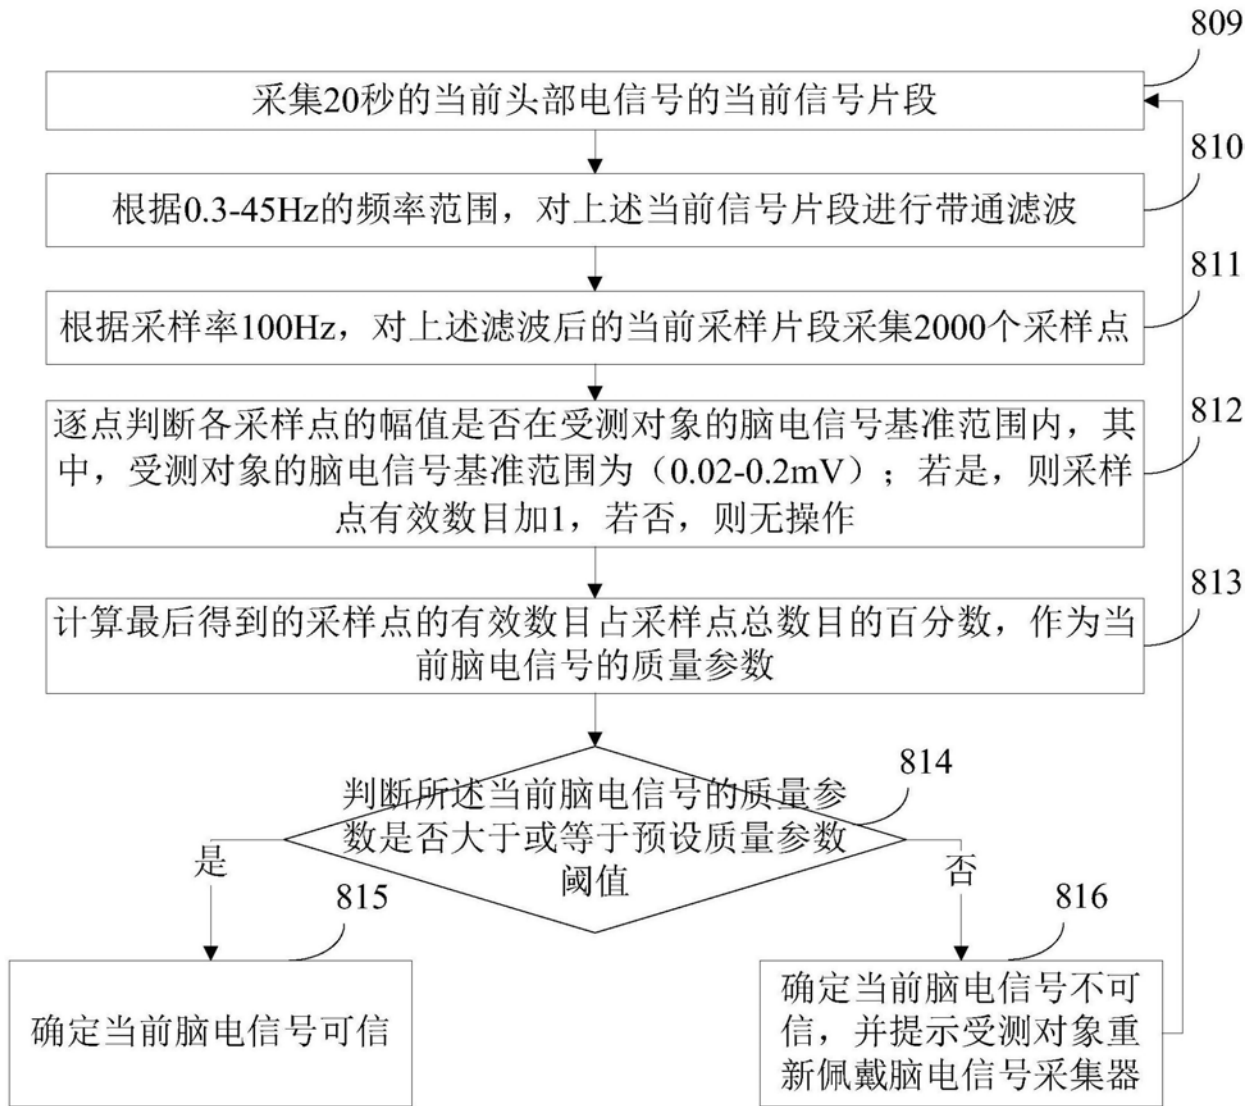 809
采集20秒的当前头部电信号的当前信号片段
810
根据0.3-45Hz的频率范围，对上述当前信号片段进行带通滤波
811
根据采样率100Hz，对上述滤波后的当前采样片段采集2000个采样点
812
逐点判断各采样点的幅值是否在受测对象的脑电信号基准范围内，其
中，受测对象的脑电信号基准范围为（0.02-0.2mV）；若是，则采样
点有效数目加1，若否，则无操作
813
计算最后得到的采样点的有效数目占采样点总数目的百分数，作为当
前脑电信号的质量参数
814
判断所述当前脑电信号的质量参
数是否大于或等于预设质量参数
阈值
是
否
815
确定当前脑电信号可信
816
确定当前脑电信号不可
信，并提示受测对象重
新佩戴脑电信号采集器